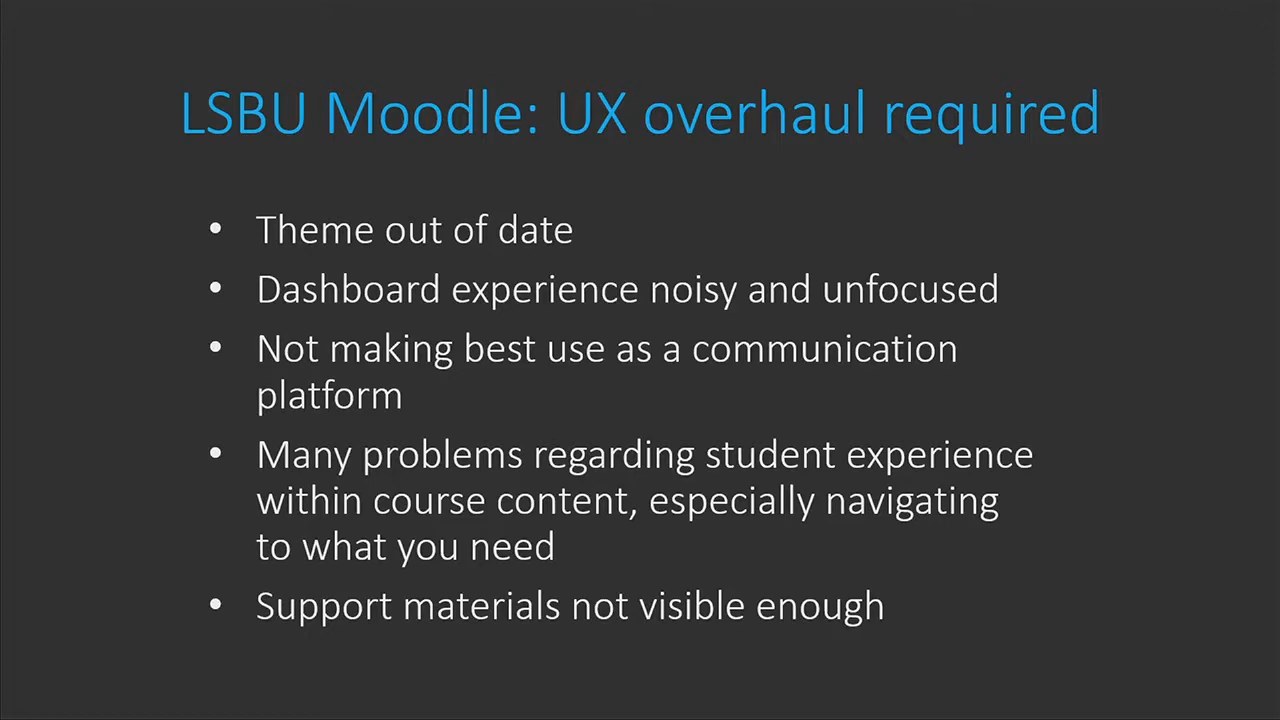 LSBU Moodle: UX overhaul required
• Theme out of date
• Dashboard experience noisy and unfocused
• Not making best use as a communication
platform
• Many problems regarding student experience
within course content, especially navigating
to what you need
• Support materials not visible enough